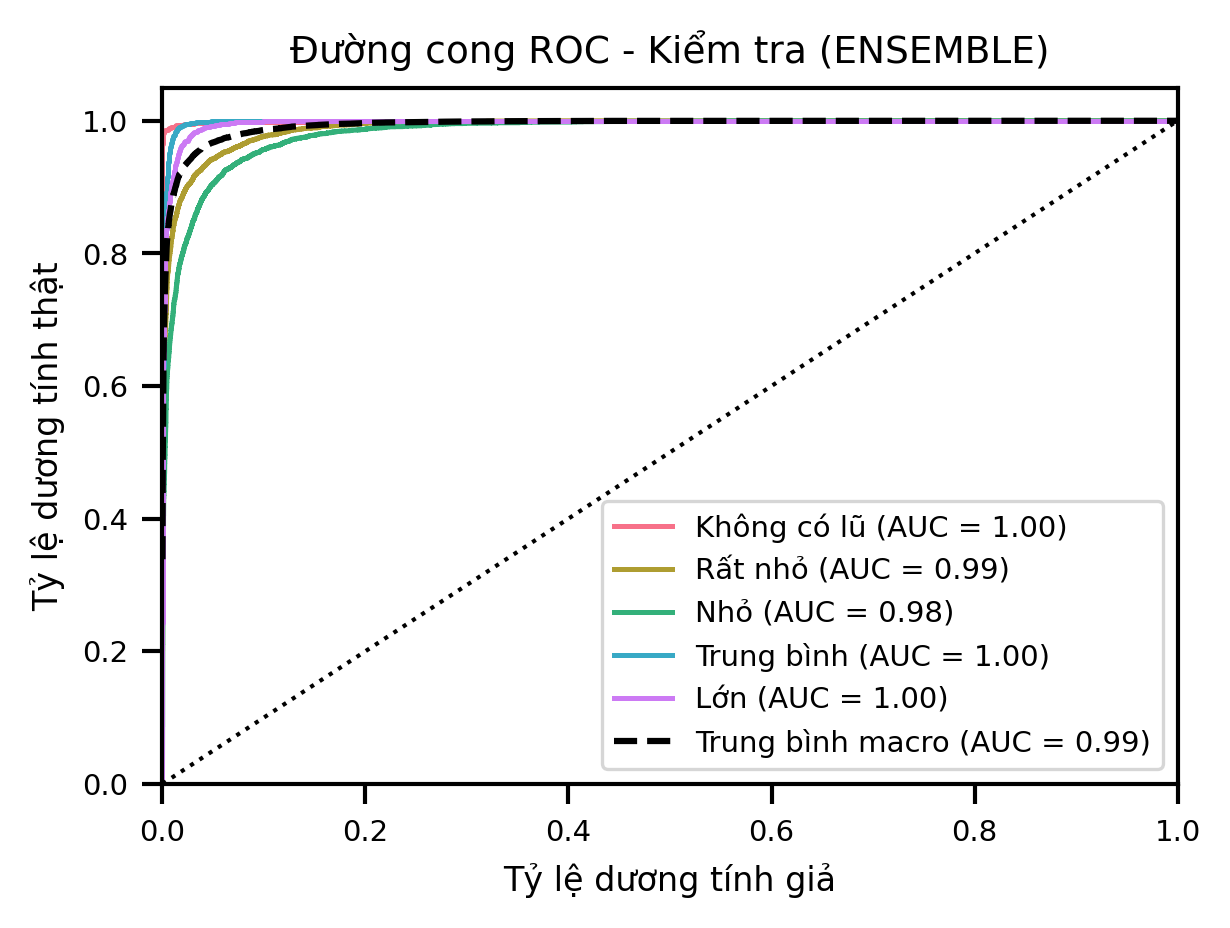 Đường cong ROC - Kiểm tra (ENSEMBLE)
Tỷ lệ dương tính thật
1.0
0.8
0.6
0.4
0.2
0.0
Không có lũ (AUC = 1.00)
Rất nhỏ (AUC = 0.99)
Nhỏ (AUC = 0.98)
Trung bình (AUC = 1.00)
Lớn (AUC = 1.00)
Trung bình macro (AUC = 0.99)
0.0 0.2 0.4 0.6 0.8 1.0
Tỷ lệ dương tính giả